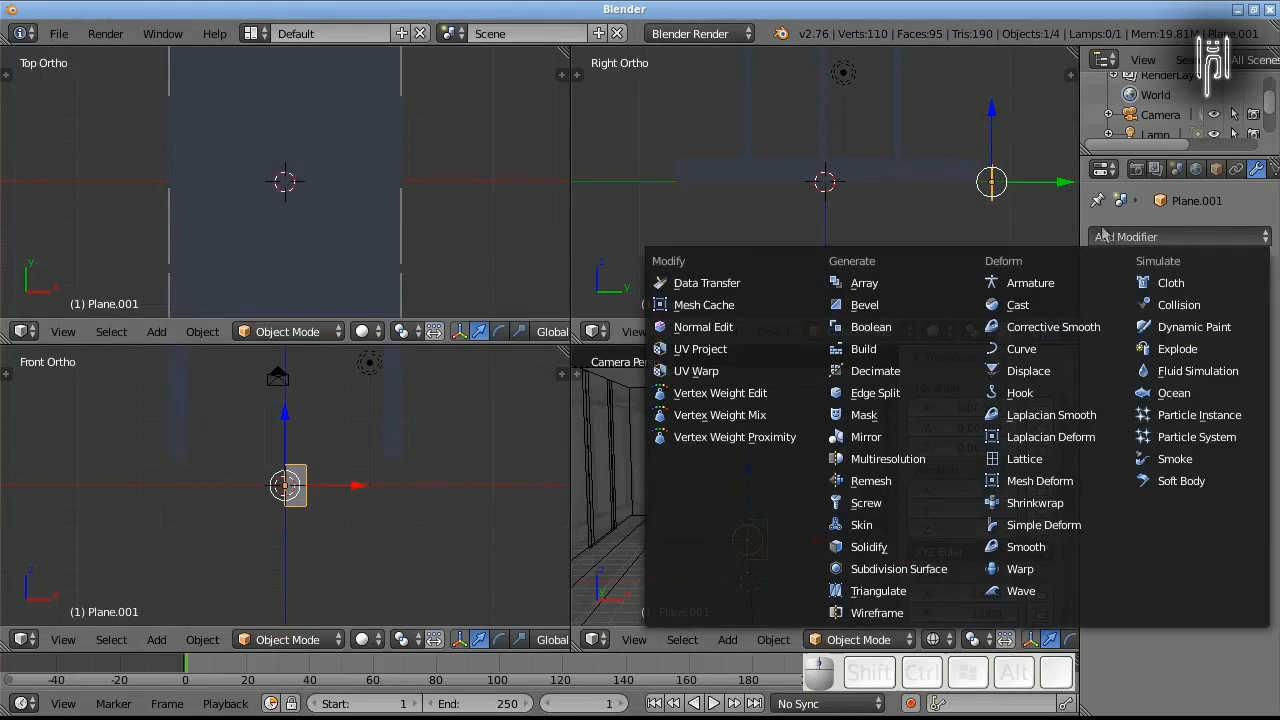 Blender
File Render Window Help Default Scene Blender Render v2.76 | Verts:110 | Faces:95 | Tris:190 | Objects:1/4 | Lamps:0/1 | Mem:19.81M | Plane.001
Top Ortho
Right Ortho
View All Scenes
RenderLay
World
Camera
Lamp
Plane.001
Add Modifier
y
x
z
y
(1) Plane.001
View Select Add Object Object Mode Global
Front Ortho
Camera Pers
Modify
Data Transfer
Mesh Cache
Normal Edit
UV Project
UV Warp
Vertex Weight Edit
Vertex Weight Mix
Vertex Weight Proximity
Generate
Array
Bevel
Boolean
Build
Decimate
Edge Split
Mask
Mirror
Multiresolution
Remesh
Screw
Skin
Solidify
Subdivision Surface
Triangulate
Wireframe
Deform
Armature
Cast
Corrective Smooth
Curve
Displace
Hook
Laplacian Smooth
Laplacian Deform
Lattice
Mesh Deform
Shrinkwrap
Simple Deform
Smooth
Warp
Wave
Simulate
Cloth
Collision
Dynamic Paint
Explode
Fluid Simulation
Ocean
Particle Instance
Particle System
Smoke
Soft Body
z
x
(1) Plane.001
z
View Select Add Object Object Mode Global
View Select Add Object Object Mode
-40 -20 0 20 40 60 80 100 120 140 160 180
Shift Ctrl Alt
View Marker Frame Playback Start: 1 End: 250 1 No Sync